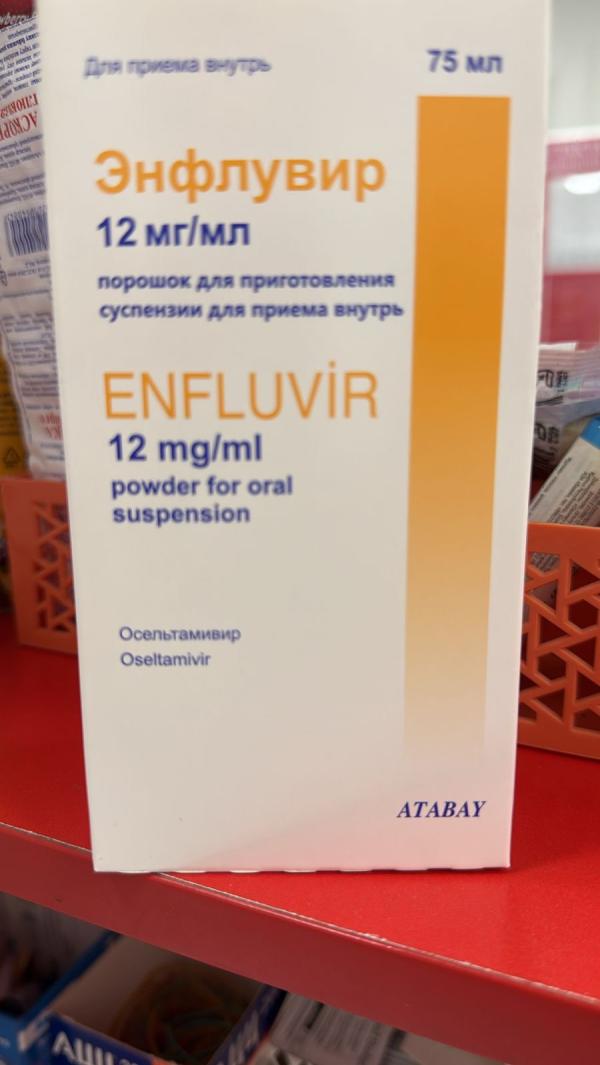 Для приема внутрь
75 мл
Энфлувир
12 мг/мл
порошок для приготовления
суспензии для приема внутрь
ENFLUVİR
12 mg/ml
powder for oral
suspension
Осельтамивир
Oseltamivir
ATABAY